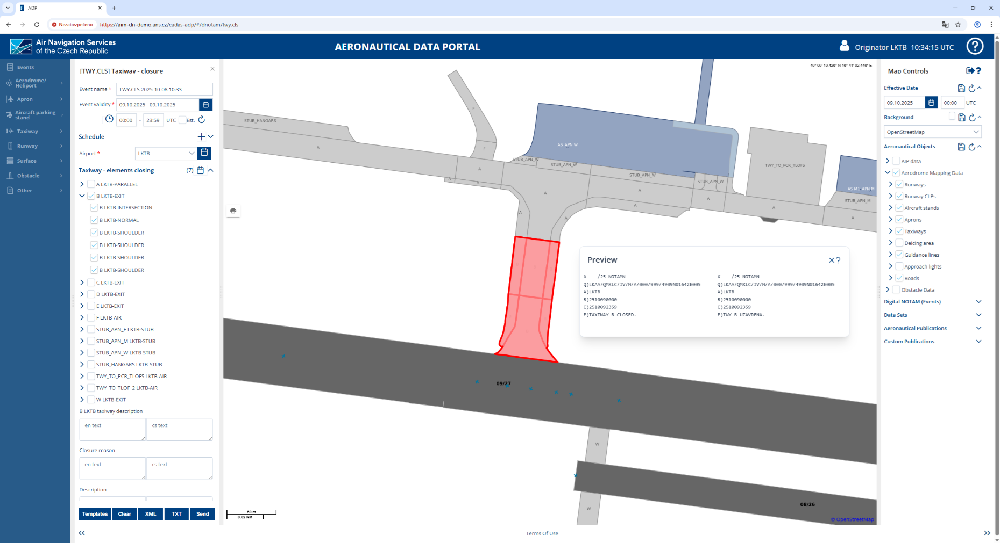 ADP
Nezabezpečeno
https://aim-dn-demo.ans.cz/cadas-adp/#/dnotam/twy.cls
Air Navigation Services
of the Czech Republic
AERONAUTICAL DATA PORTAL
Originator LKTB 10:34:15 UTC
Events
Aerodrome/
Heliport
Apron
Aircraft parking
stand
Taxiway
Runway
Surface
Obstacle
Other
[TWY.CLS] Taxiway - closure
Event name *
TWY.CLS 2025-10-08 10:33
Event validity *
09.10.2025 - 09.10.2025
00:00 - 23:59 UTC Est.
Schedule
Airport *
LKTB
Taxiway - elements closing (7)
A LKTB-PARALLEL
B LKTB-EXIT
B LKTB-INTERSECTION
B LKTB-NORMAL
B LKTB-SHOULDER
B LKTB-SHOULDER
B LKTB-SHOULDER
B LKTB-SHOULDER
C LKTB-EXIT
D LKTB-EXIT
E LKTB-EXIT
F LKTB-AIR
STUB_APN_E LKTB-STUB
STUB_APN_M LKTB-STUB
STUB_APN_W LKTB-STUB
STUB_HANGARS LKTB-STUB
TWY_TO_PCR_TLOFS LKTB-AIR
TWY_TO_TLOF_2 LKTB-AIR
W LKTB-EXIT
B LKTB taxiway description
en text
cs text
Closure reason
en text
cs text
Description
Templates
Clear
XML
TXT
Send
49° 09' 10.426" N 16° 41' 02.446" E
STUB_HANGARS
A
F
F
AS_APN W
STUB_APN_W
STUB_APN_W
STUB_APN_W
STUB_APN_W
TWY_TO_PCR_TLOFS
AS M1_APN M
STUB_APN_M
A
A
A
A
A
A
A
A
A
A
A
Preview
A____/25 NOTAMN
Q)LKAA/QMXLC/IV/M/A/000/999/4909N01642E005
A)LKTB
B)2510090000
C)2510092359
E)TAXIWAY B CLOSED.
X____/25 NOTAMN
Q)LKAA/QMXLC/IV/M/A/000/999/4909N01642E005
A)LKTB
B)2510090000
C)2510092359
E)TWY B UZAVRENA.
09/27
W
W
08/26
50 m
0.02 NM
© OpenStreetMap
Terms Of Use
Map Controls
Effective Date
09.10.2025
00:00 UTC
Background
OpenStreetMap
Aeronautical Objects
AIP data
Aerodrome Mapping Data
Runways
Runway CLPs
Aircraft stands
Aprons
Taxiways
Deicing area
Guidance lines
Approach lights
Roads
Obstacle Data
Digital NOTAM (Events)
Data Sets
Aeronautical Publications
Custom Publications